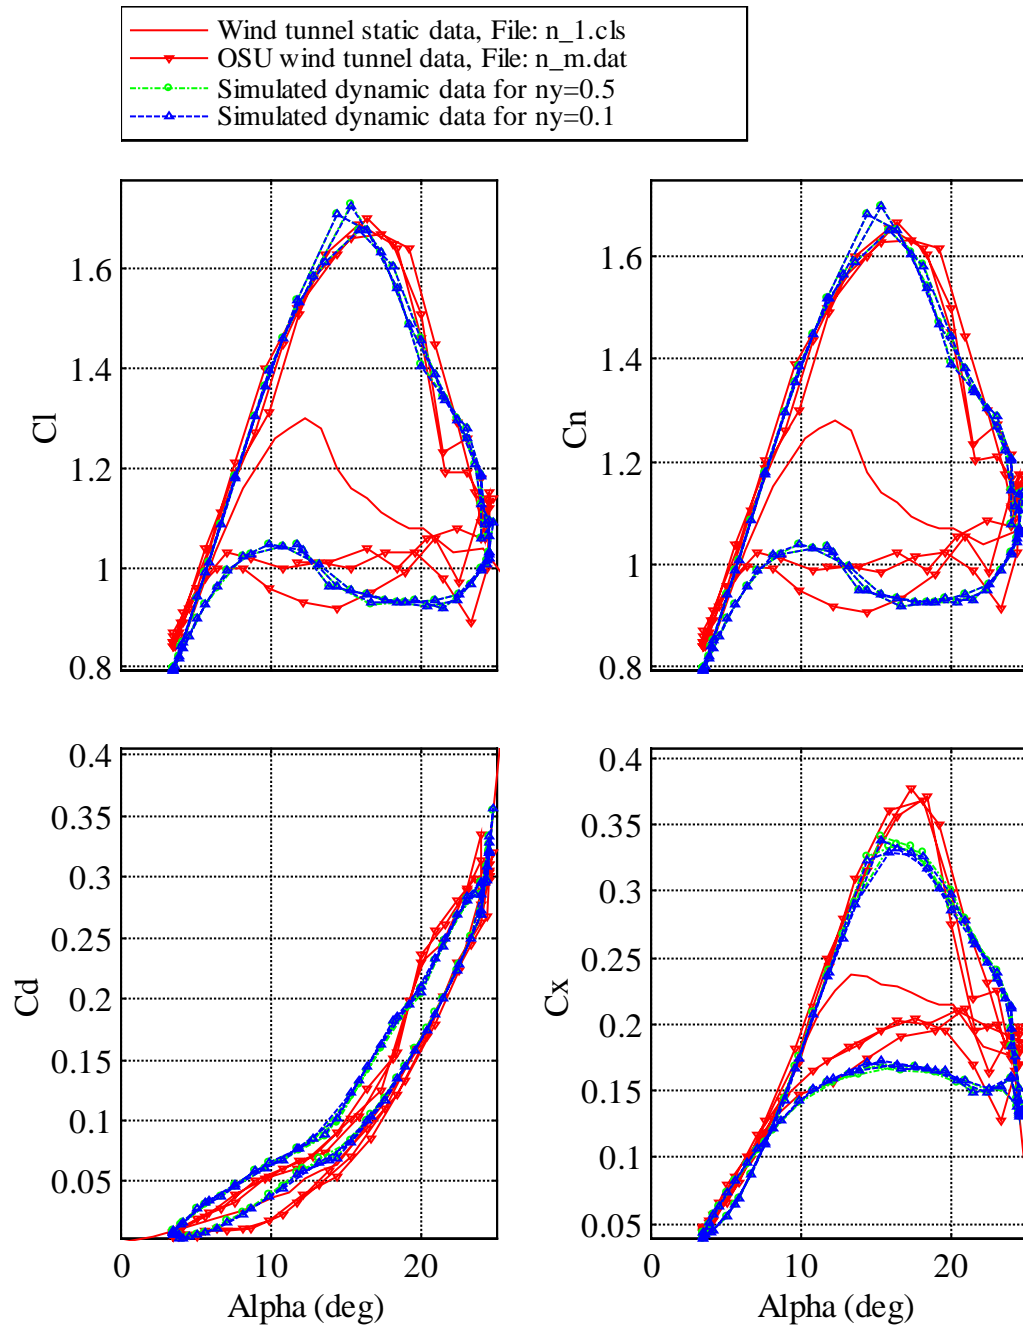 Wind tunnel static data, File: n_1.cls
OSU wind tunnel data, File: n_m.dat
Simulated dynamic data for ny=0.5
Simulated dynamic data for ny=0.1
Cl
1.6
1.4
1.2
1
0.8
Cn
1.6
1.4
1.2
1
0.8
Cd
0.4
0.35
0.3
0.25
0.2
0.15
0.1
0.05
0 10 20
Alpha (deg)
Cx
0.4
0.35
0.3
0.25
0.2
0.15
0.1
0.05
0 10 20
Alpha (deg)